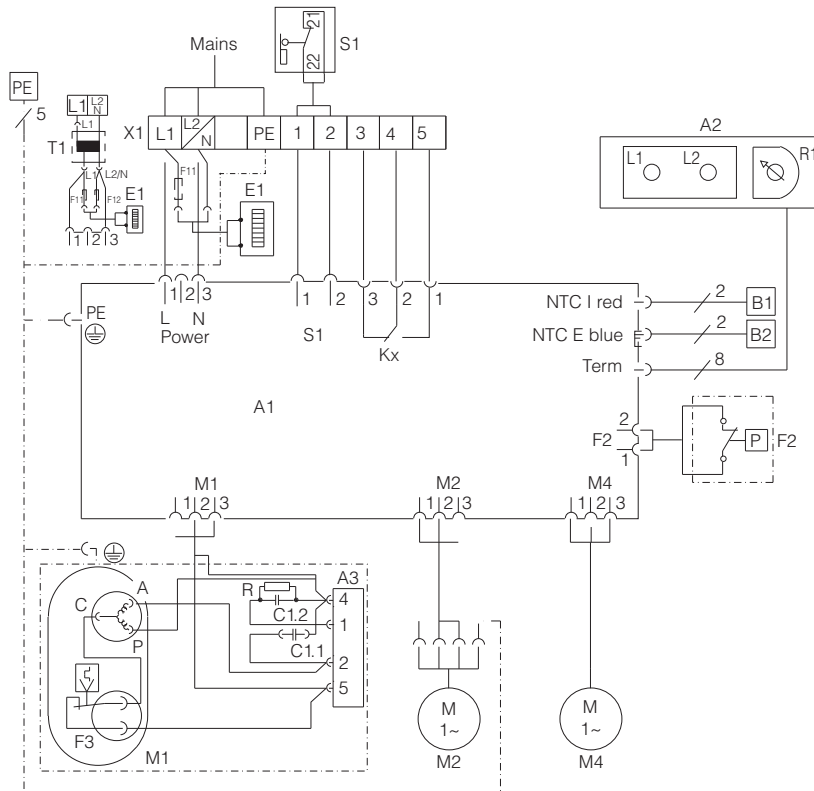 Mains
21
22
S1
PE
5
L1 L2 N
L1
T1
L1 L2/N
F11 F12
E1
1 2 3
X1 L1 L2 N PE 1 2 3 4 5
F11
E1
A2
L1 L2 R1
1 2 3 1 2 3 2 1
L N
Power
PE
S1
Kx
NTC I red 2 B1
NTC E blue 2 B2
Term 8
A1
2
F2
1
P F2
M1
1 2 3
M2
1 2 3
M4
1 2 3
A3
A
C
P
R
C1.2
C1.1
4
1
2
5
F3
M1
M
1~
M2
M
1~
M4